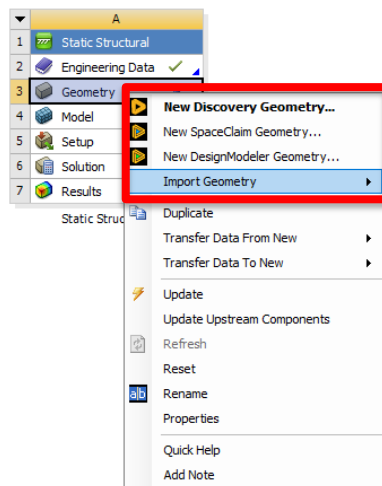 A
1 Static Structural
2 Engineering Data
3 Geometry
4 Model
5 Setup
6 Solution
7 Results
Static Struc
New Discovery Geometry...
New SpaceClaim Geometry...
New DesignModeler Geometry...
Import Geometry
Duplicate
Transfer Data From New
Transfer Data To New
Update
Update Upstream Components
Refresh
Reset
a|b Rename
Properties
Quick Help
Add Note